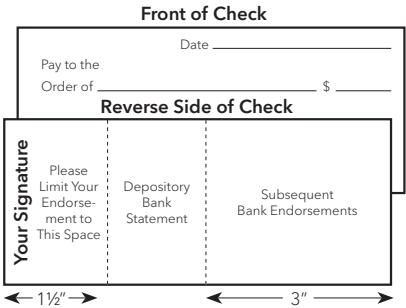 Front of Check
Date
Pay to the
Order of $
Reverse Side of Check
Your Signature
Please
Limit Your
Endorse-
ment to
This Space
Depository
Bank
Statement
Subsequent
Bank Endorsements
1½"
3"